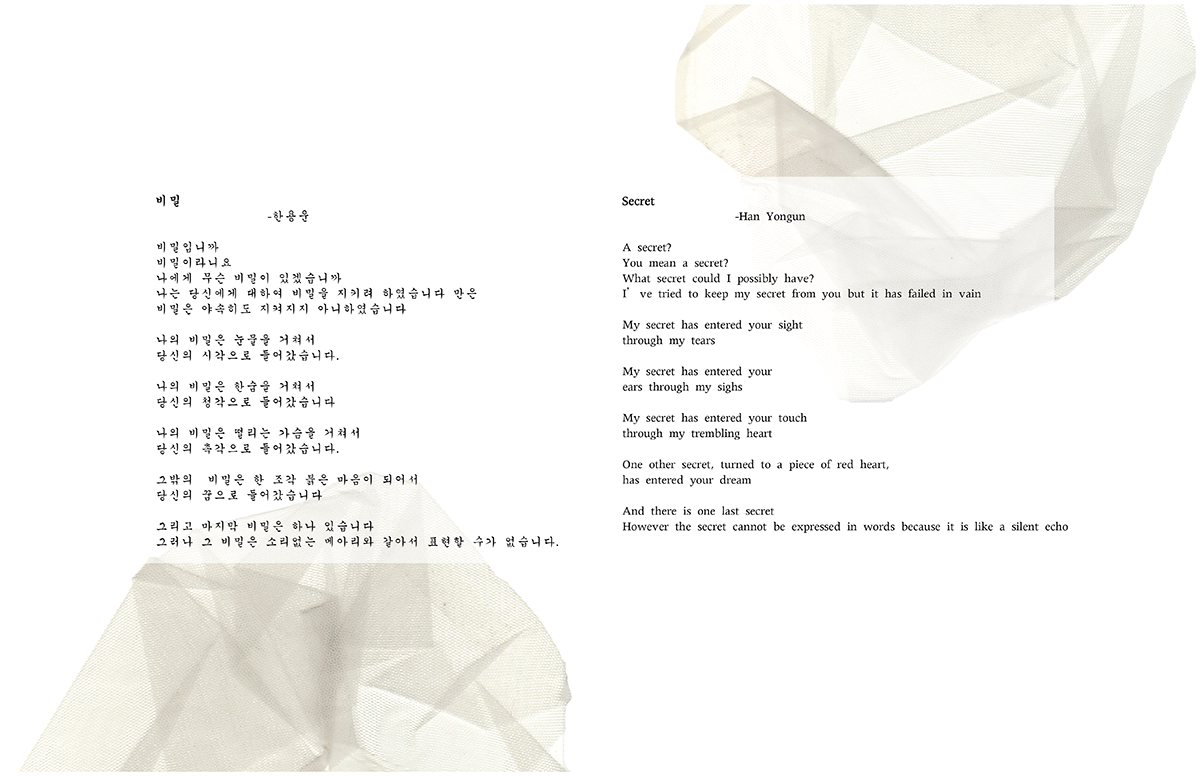 비밀
-한용운
비밀입니까
비밀이라니요
나에게 무슨 비밀이 있겠습니까
나는 당신에게 대하여 비밀을 지키려 하였습니다 만은
비밀은 야속히도 지켜지지 아니하였습니다
나의 비밀은 눈물을 거쳐서
당신의 시각으로 들어갔습니다.
나의 비밀은 한숨을 거쳐서
당신의 청각으로 들어갔습니다
나의 비밀은 떨리는 가슴을 거쳐서
당신의 촉각으로 들어갔습니다.
그밖의 비밀은 한 조각 붉은 마음이 되어서
당신의 꿈으로 들어갔습니다
그리고 마지막 비밀은 하나 있습니다
그러나 그 비밀은 소리없는 메아리와 같아서 표현할 수가 없습니다.
Secret
-Han Yongun
A secret?
You mean a secret?
What secret could I possibly have?
I’ ve tried to keep my secret from you but it has failed in vain
My secret has entered your sight
through my tears
My secret has entered your
ears through my sighs
My secret has entered your touch
through my trembling heart
One other secret, turned to a piece of red heart,
has entered your dream
And there is one last secret
However the secret cannot be expressed in words because it is like a silent echo